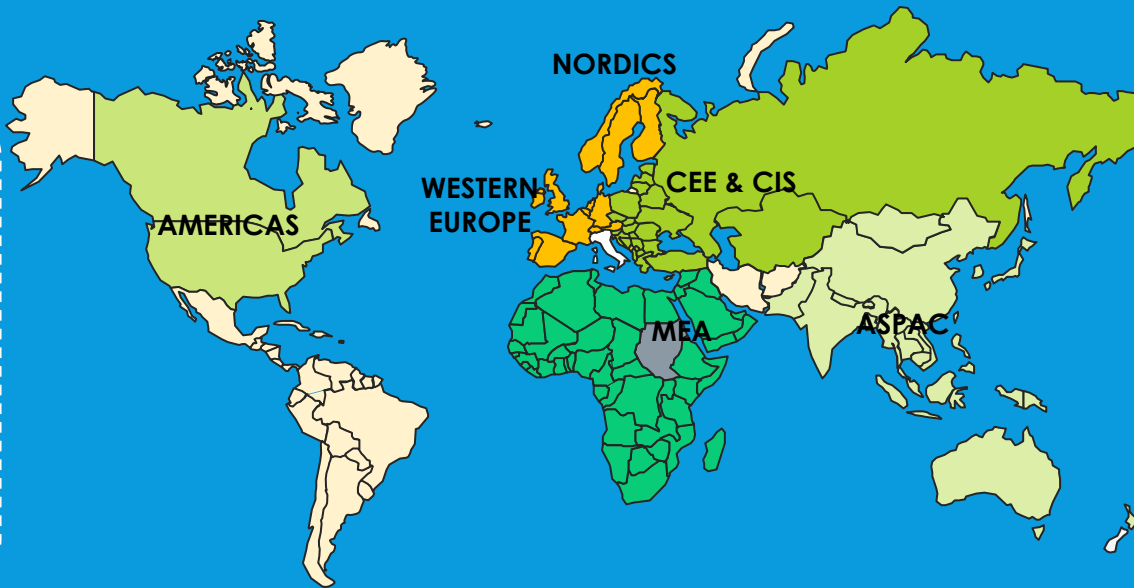 NORDICS
WESTERN
EUROPE
CEE & CIS
AMERICAS
MEA
ASPAC